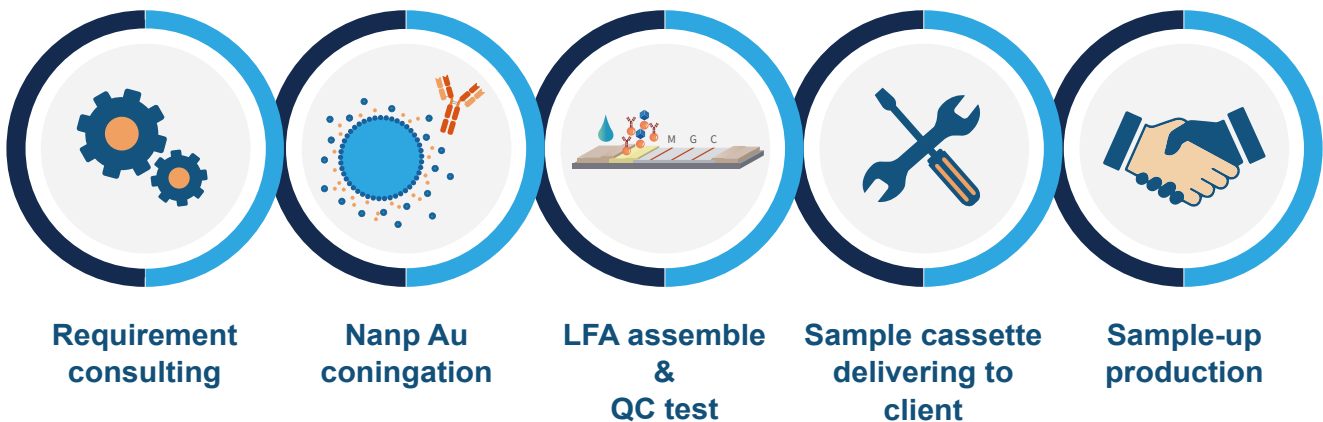 M G C
Requirement
consulting
Nanp Au
coningation
LFA assemble
&
QC test
Sample cassette
delivering to
client
Sample-up
production